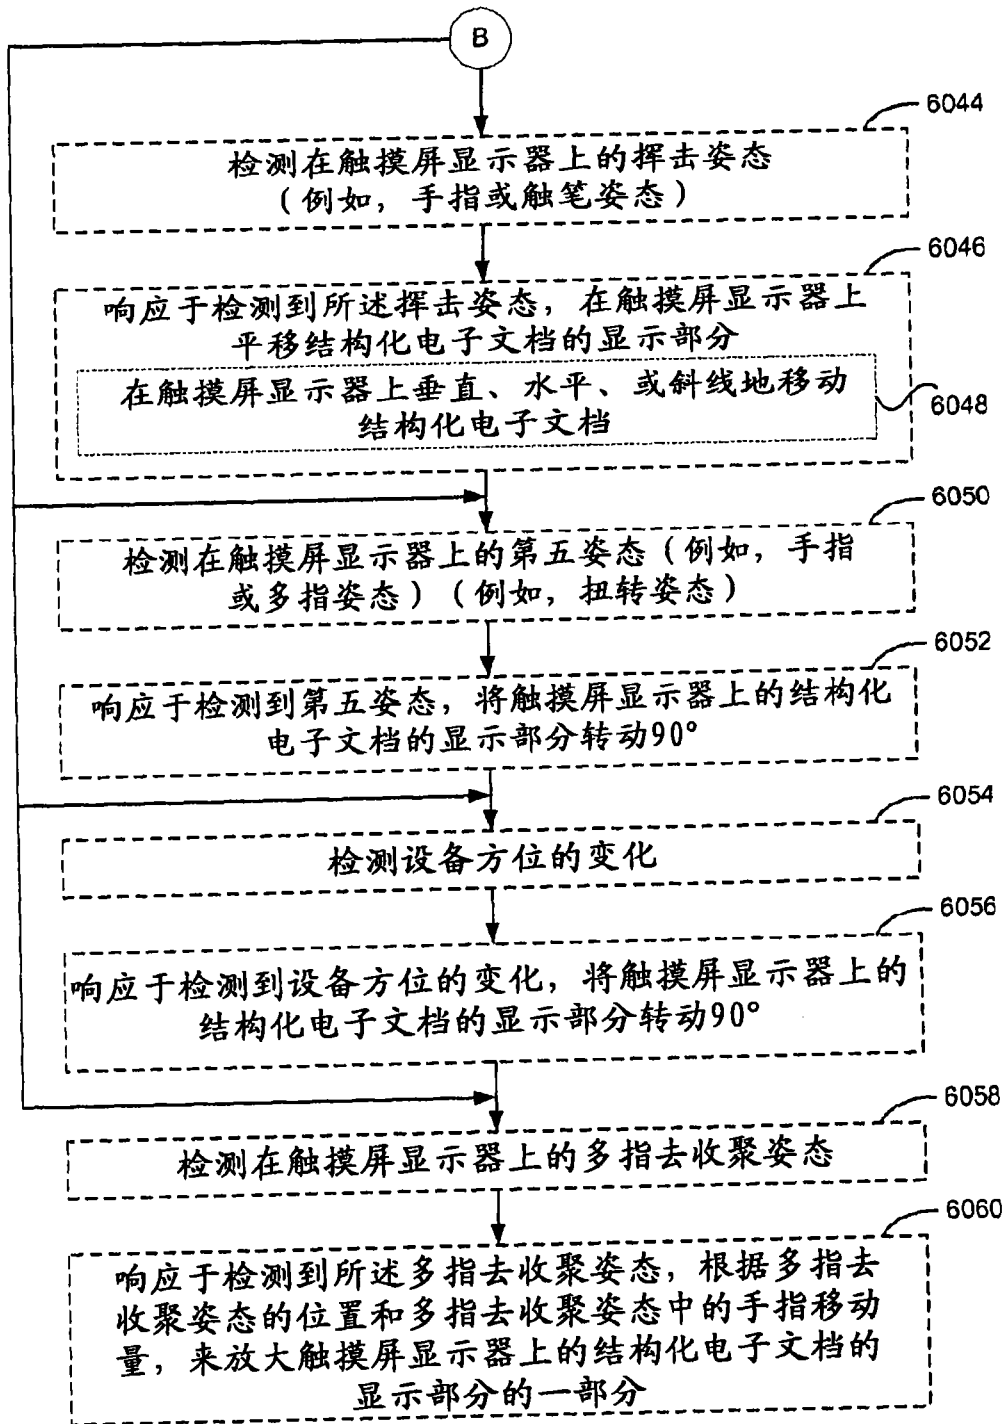 B
6044
检测在触摸屏显示器上的挥击姿态
（例如，手指或触笔姿态）
6046
响应于检测到所述挥击姿态，在触摸屏显示器上
平移结构化电子文档的显示部分
在触摸屏显示器上垂直、水平、或斜线地移动
结构化电子文档
6048
6050
检测在触摸屏显示器上的第五姿态（例如，手指
或多指姿态）（例如，扭转姿态）
6052
响应于检测到第五姿态，将触摸屏显示器上的结构化
电子文档的显示部分转动90°
6054
检测设备方位的变化
6056
响应于检测到设备方位的变化，将触摸屏显示器上的
结构化电子文档的显示部分转动90°
6058
检测在触摸屏显示器上的多指去收聚姿态
6060
响应于检测到所述多指去收聚姿态，根据多指去
收聚姿态的位置和多指去收聚姿态中的手指移动
量，来放大触摸屏显示器上的结构化电子文档的
显示部分的一部分